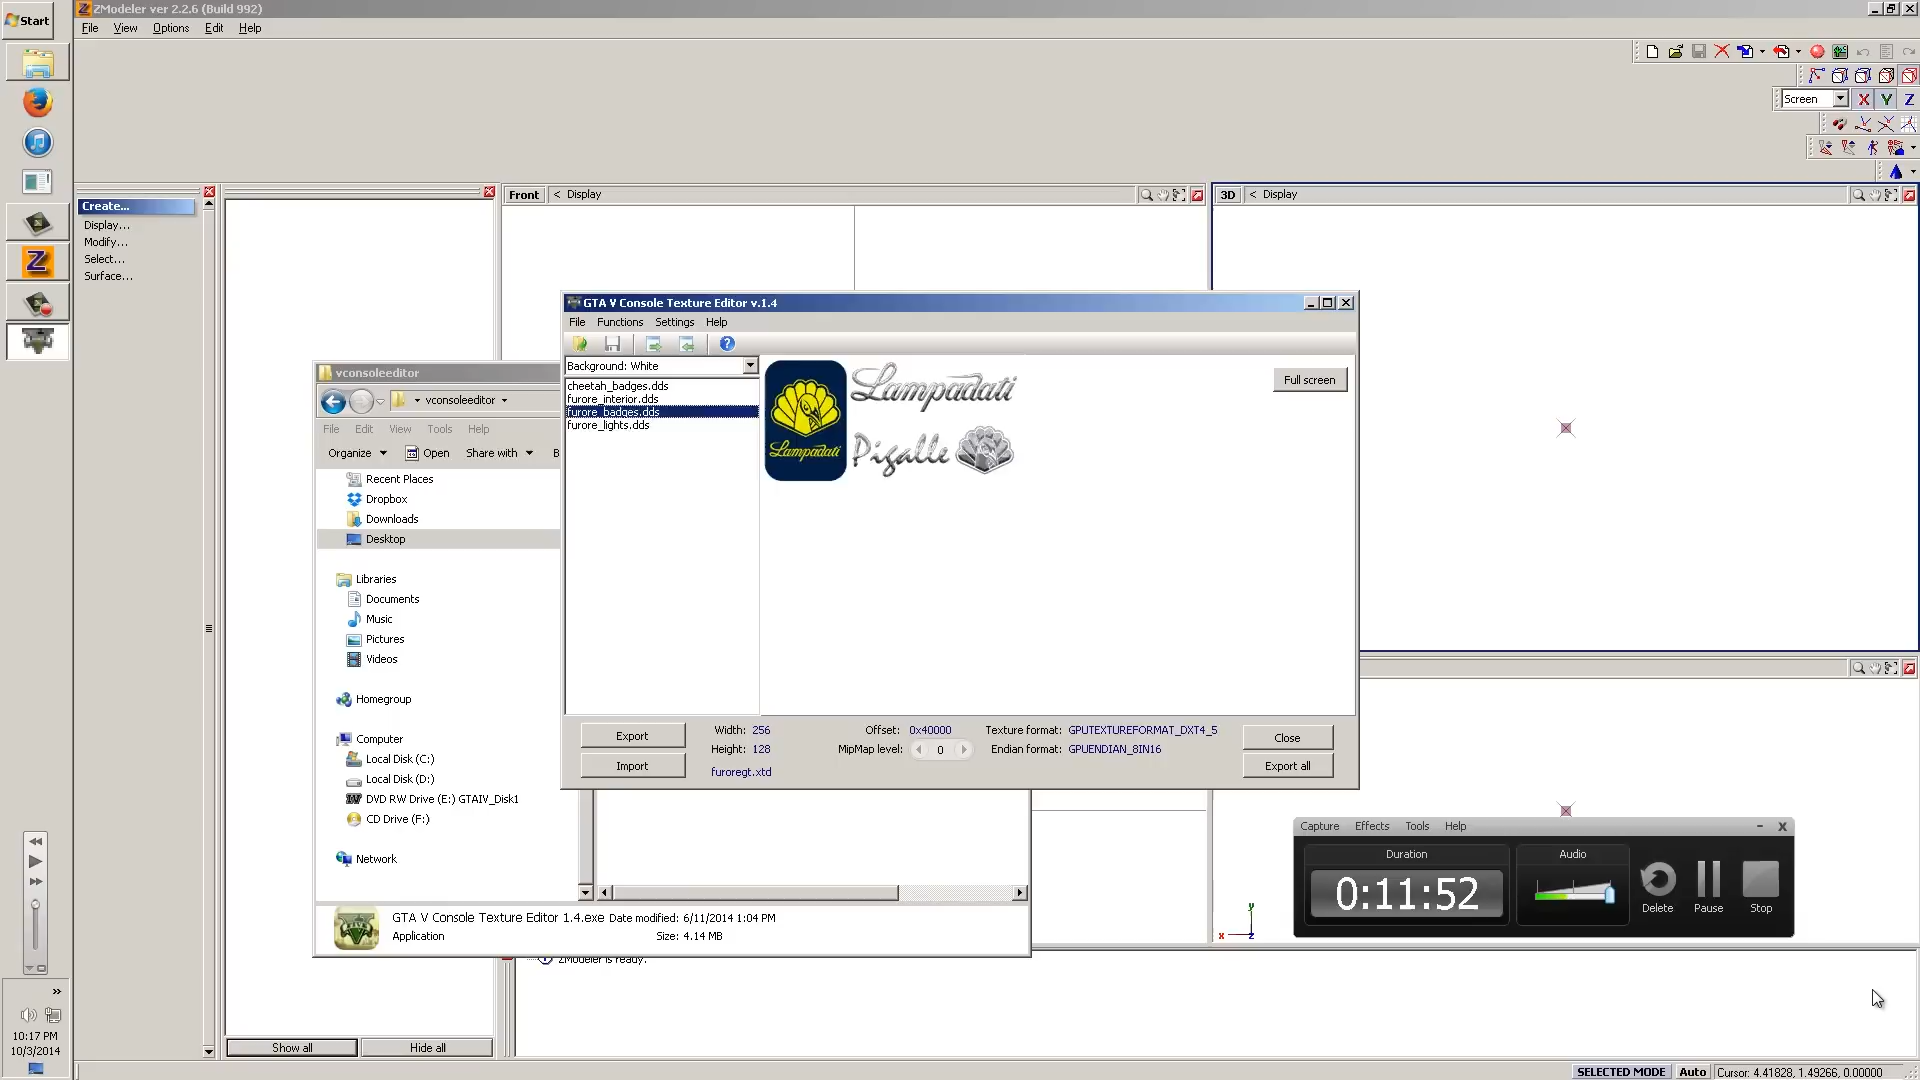 Start
ZModeler ver 2.2.6 (Build 992)
File View Options Edit Help
Screen X Y Z
Create...
Display...
Modify...
Select...
Surface...
Front < Display
3D < Display
GTA V Console Texture Editor v.1.4
File Functions Settings Help
Background: White
cheetah_badges.dds
furore_interior.dds
furore_badges.dds
furore_lights.dds
Lampadati
Lampadati
Pigalle
Full screen
Export
Import
Width: 256
Height: 128
furoregt.xtd
Offset: 0x40000
MipMap level: 0
Texture format: GPUTEXTUREFORMAT_DXT4_5
Endian format: GPUENDIAN_8IN16
Close
Export all
vconsoleeditor
vconsoleeditor
File Edit View Tools Help
Organize Open Share with B
Recent Places
Dropbox
Downloads
Desktop
Libraries
Documents
Music
Pictures
Videos
Homegroup
Computer
Local Disk (C:)
Local Disk (D:)
DVD RW Drive (E:) GTAIV_Disk1
CD Drive (F:)
Network
GTA V Console Texture Editor 1.4.exe Date modified: 6/11/2014 1:04 PM
Application Size: 4.14 MB
Capture Effects Tools Help
Duration
0:11:52
Audio
Delete
Pause
Stop
y
x z
ZModeler is ready.
Show all
Hide all
10:17 PM
10/3/2014
SELECTED MODE Auto Cursor: 4.41828, 1.49266, 0.00000